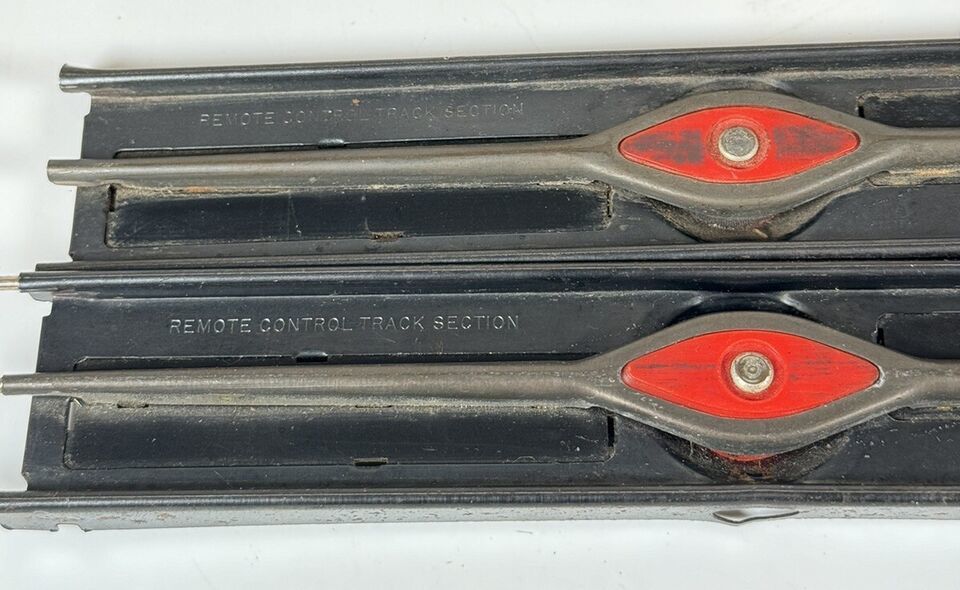 REMOTE CONTROL TRACK SECTION
REMOTE CONTROL TRACK SECTION